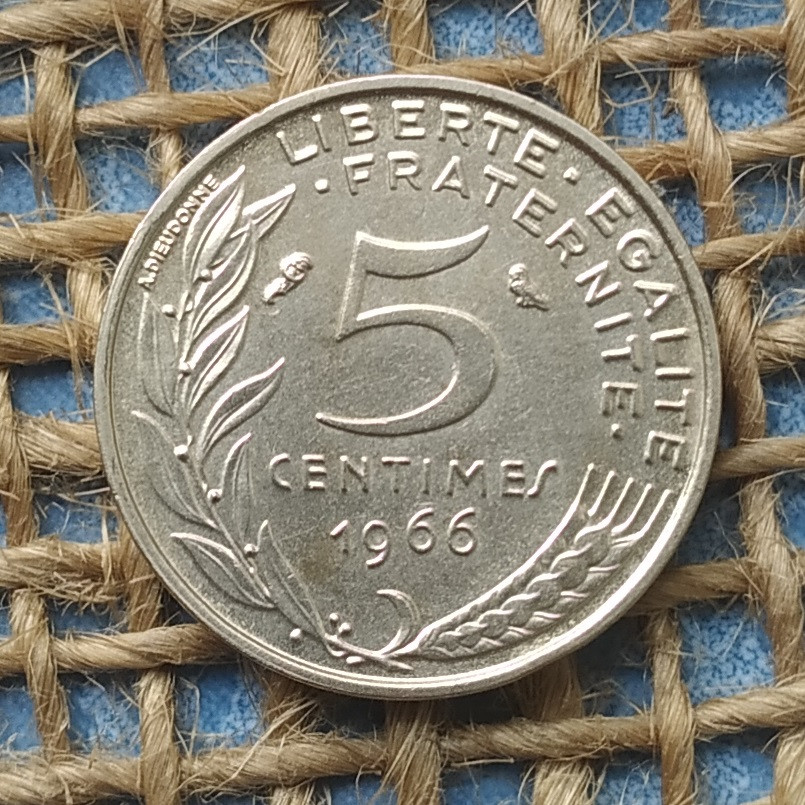 LIBERTE · EGALITE
· FRATERNITE ·
A.DIEUDONNE
5
CENTIMES
1966